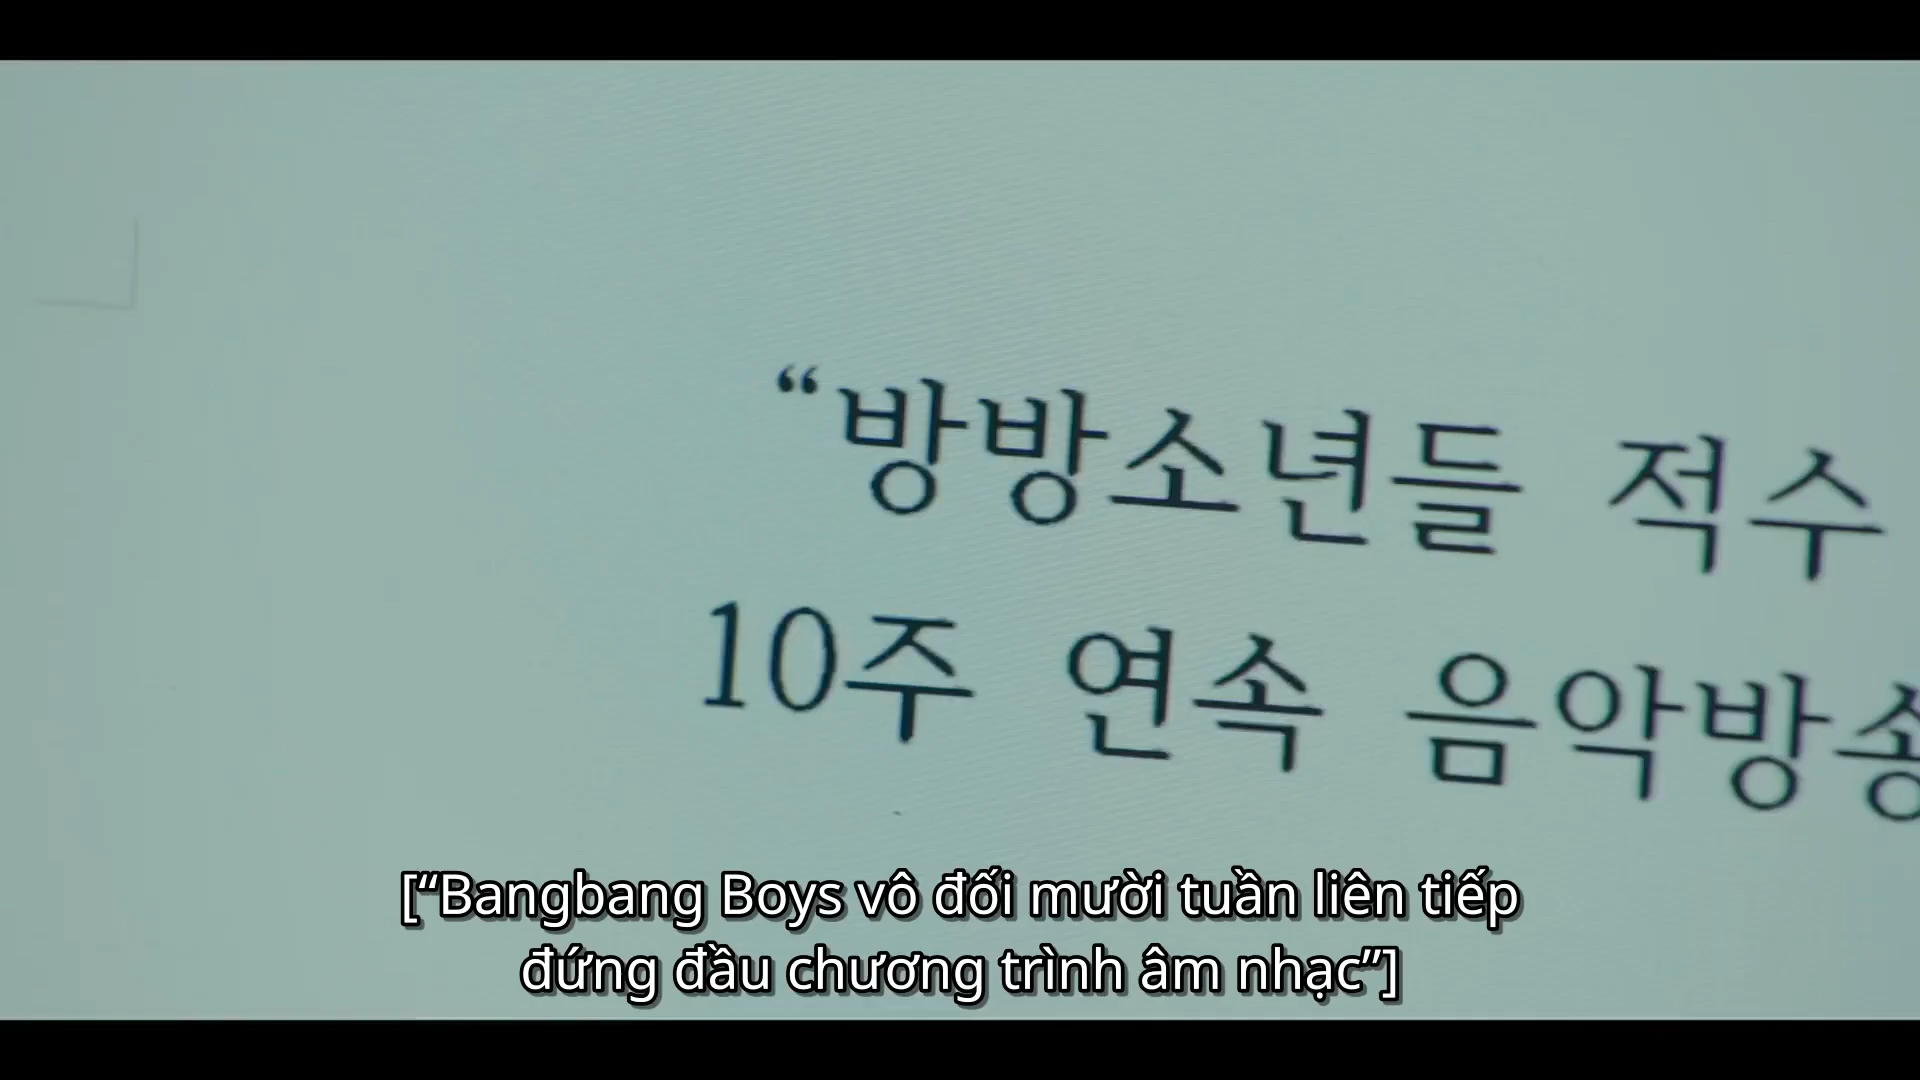 “방방소년들 적수
10주 연속 음악방송
[“Bangbang Boys vô đối mười tuần liên tiếp
đứng đầu chương trình âm nhạc”]